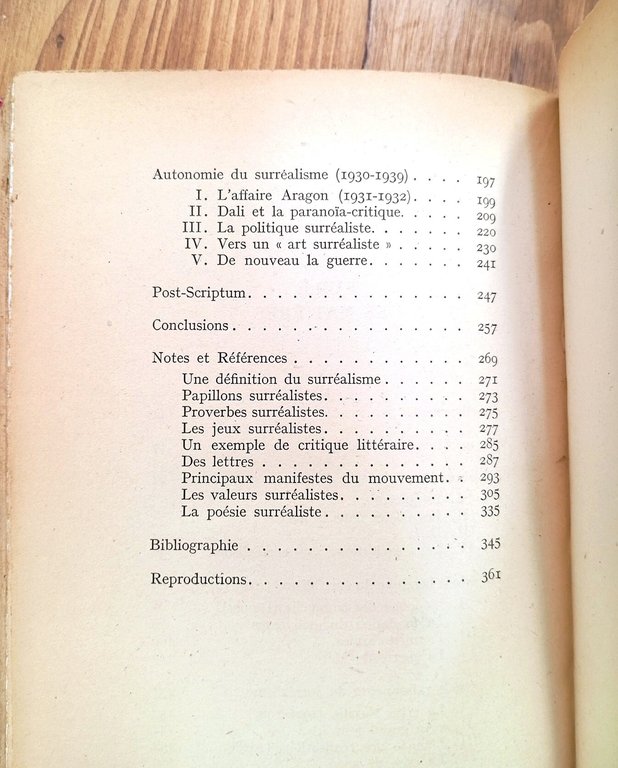 Autonomie du surréalisme (1930-1939) . . . . 197
I. L'affaire Aragon (1931-1932). . . . 199
II. Dali et la paranoïa-critique. . . . . 209
III. La politique surréaliste. . . . . . . 220
IV. Vers un « art surréaliste » . . . . . 230
V. De nouveau la guerre. . . . . . . 241
Post-Scriptum. . . . . . . . . . . . . . . 247
Conclusions . . . . . . . . . . . . . . . . 257
Notes et Références . . . . . . . . . . . . 269
Une définition du surréalisme . . . . . . 271
Papillons surréalistes. . . . . . . . . . 273
Proverbes surréalistes. . . . . . . . . . 275
Les jeux surréalistes. . . . . . . . . . 277
Un exemple de critique littéraire. . . . 285
Des lettres . . . . . . . . . . . . . . 287
Principaux manifestes du mouvement. . 293
Les valeurs surréalistes. . . . . . . . . 305
La poésie surréaliste. . . . . . . . . . 335
Bibliographie . . . . . . . . . . . . . . . 345
Reproductions. . . . . . . . . . . . . . . 361